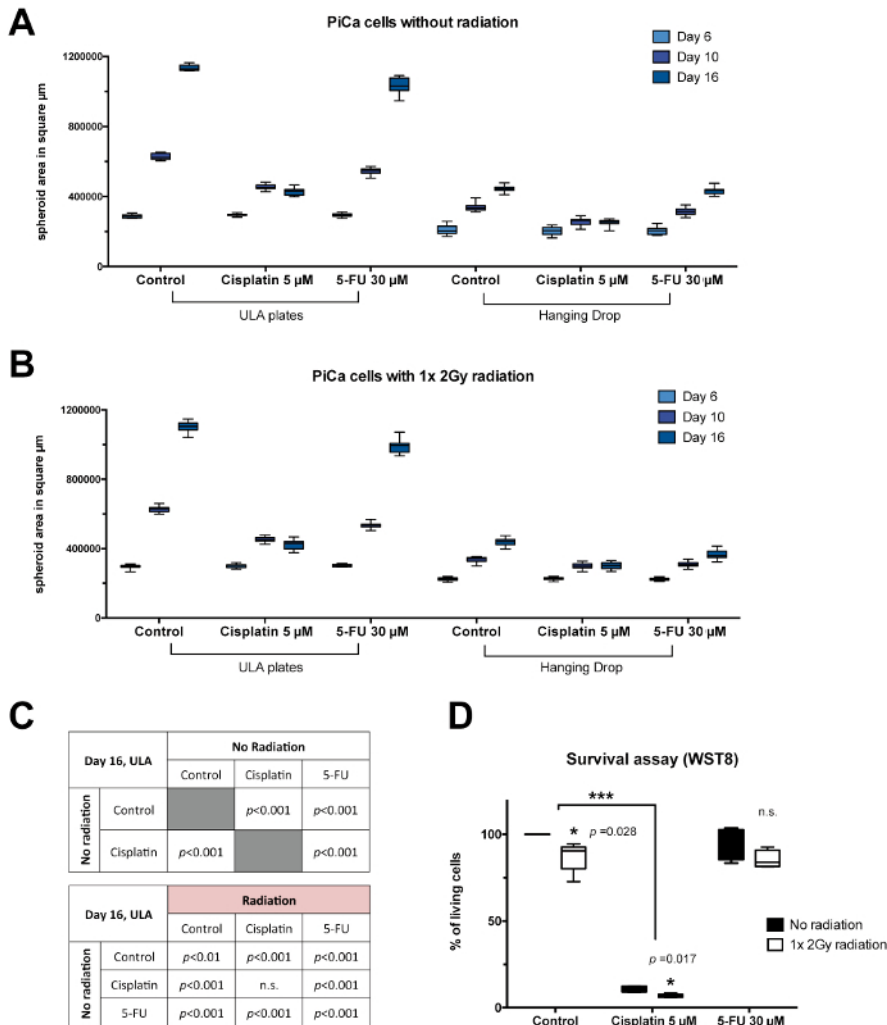 A
PiCa cells without radiation
Day 6
Day 10
Day 16
spheroid area in square µm
1200000
800000
400000
0
Control
Cisplatin 5 µM
5-FU 30 µM
Control
Cisplatin 5 µM
5-FU 30 µM
ULA plates
Hanging Drop
B
PiCa cells with 1x 2Gy radiation
Day 6
Day 10
Day 16
spheroid area in square µm
1200000
800000
400000
0
Control
Cisplatin 5 µM
5-FU 30 µM
Control
Cisplatin 5 µM
5-FU 30 µM
ULA plates
Hanging Drop
C
Day 16, ULA
No Radiation
Control Cisplatin 5-FU
No radiation
Control p<0.001 p<0.001
Cisplatin p<0.001 p<0.001
Day 16, ULA
Radiation
Control Cisplatin 5-FU
No radiation
Control p<0.01 p<0.001 p<0.001
Cisplatin p<0.001 n.s. p<0.001
5-FU p<0.001 p<0.001 p<0.001
D
Survival assay (WST8)
% of living cells
100
50
0
***
* p =0.028
n.s.
p =0.017
*
No radiation
1x 2Gy radiation
Control
Cisplatin 5 µM
5-FU 30 µM